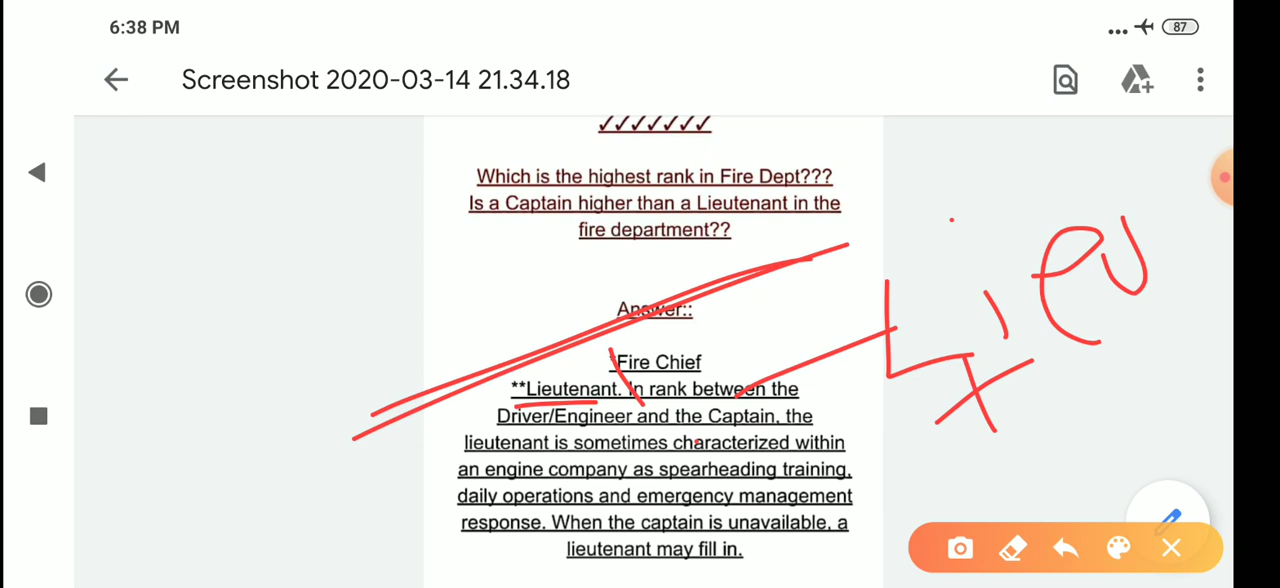 6:38 PM
87
Screenshot 2020-03-14 21.34.18
✓✓✓✓✓✓✓
Which is the highest rank in Fire Dept???
Is a Captain higher than a Lieutenant in the
fire department??
Answer::
*Fire Chief
**Lieutenant. In rank between the
Driver/Engineer and the Captain, the
lieutenant is sometimes characterized within
an engine company as spearheading training,
daily operations and emergency management
response. When the captain is unavailable, a
lieutenant may fill in.
Lieu